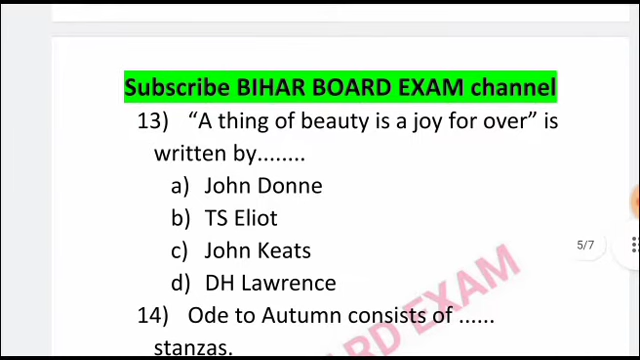 Subscribe BIHAR BOARD EXAM channel
13) “A thing of beauty is a joy for over” is
written by........
a) John Donne
b) TS Eliot
c) John Keats
d) DH Lawrence
5/7
14) Ode to Autumn consists of ......
stanzas.
RD EXAM